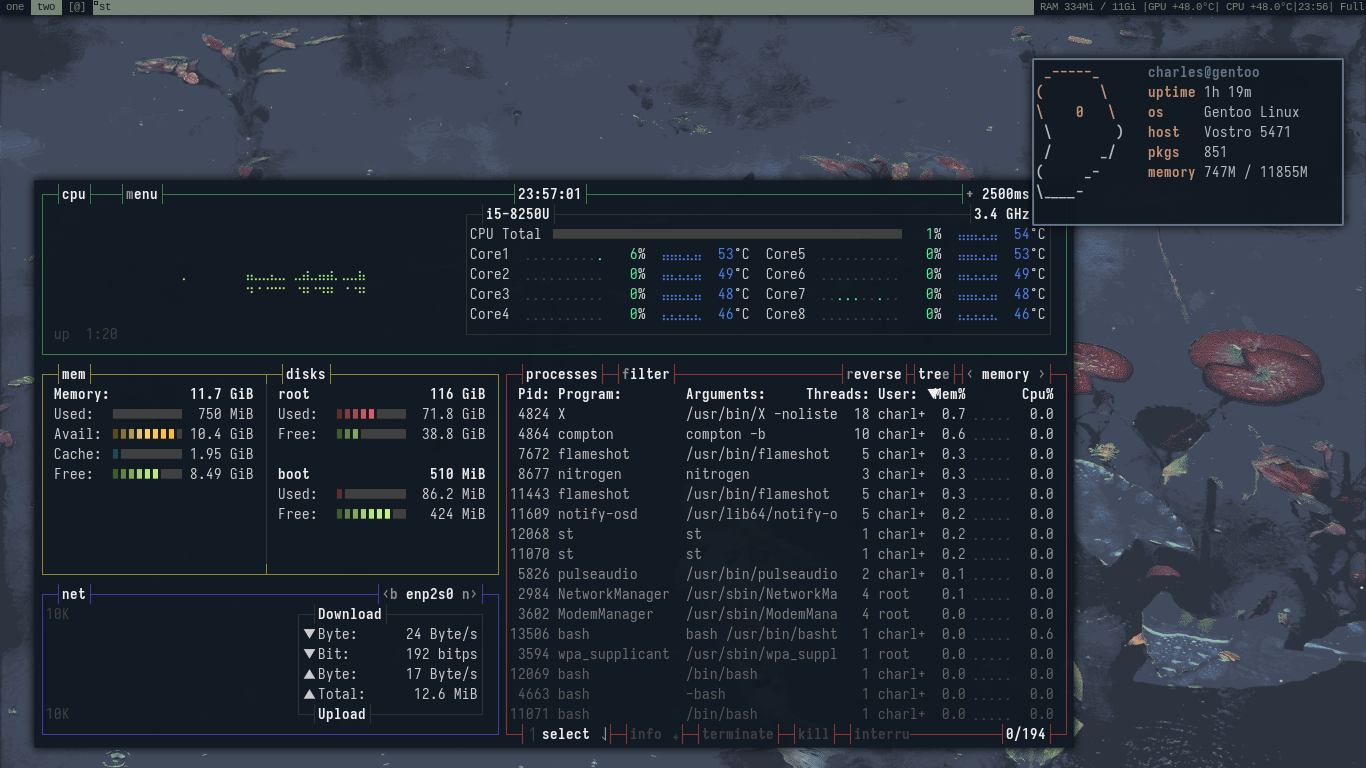 one two [@] st RAM 334Mi / 11Gi |GPU +48.0°C| CPU +48.0°C|23:56| Full
charles@gentoo
uptime 1h 19m
os Gentoo Linux
host Vostro 5471
pkgs 851
memory 747M / 11855M
cpu menu 23:57:01 + 2500ms
i5-8250U 3.4 GHz
CPU Total 1% 54°C
Core1 6% 53°C Core5 0% 53°C
Core2 0% 49°C Core6 0% 49°C
Core3 0% 48°C Core7 0% 48°C
Core4 0% 46°C Core8 0% 46°C
up 1:20
mem disks
Memory: 11.7 GiB root 116 GiB
Used: 750 MiB Used: 71.8 GiB
Avail: 10.4 GiB Free: 38.8 GiB
Cache: 1.95 GiB
Free: 8.49 GiB boot 510 MiB
Used: 86.2 MiB
Free: 424 MiB
net <b enp2s0 n>
10K Download
▼Byte: 24 Byte/s
▼Bit: 192 bitps
▲Byte: 17 Byte/s
▲Total: 12.6 MiB
10K Upload
processes filter reverse tree < memory >
Pid: Program: Arguments: Threads: User: ▼Mem% Cpu%
4824 X /usr/bin/X -noliste 18 charl+ 0.7 0.0
4864 compton compton -b 10 charl+ 0.6 0.0
7672 flameshot /usr/bin/flameshot 5 charl+ 0.3 0.0
8677 nitrogen nitrogen 3 charl+ 0.3 0.0
11443 flameshot /usr/bin/flameshot 5 charl+ 0.3 0.0
11609 notify-osd /usr/lib64/notify-o 5 charl+ 0.2 0.0
12068 st st 1 charl+ 0.2 0.0
11070 st st 1 charl+ 0.2 0.0
5826 pulseaudio /usr/bin/pulseaudio 2 charl+ 0.1 0.0
2984 NetworkManager /usr/sbin/NetworkMa 4 root 0.1 0.0
3602 ModemManager /usr/sbin/ModemMana 4 root 0.0 0.0
13506 bash bash /usr/bin/basht 1 charl+ 0.0 0.6
3594 wpa_supplicant /usr/sbin/wpa_suppl 1 root 0.0 0.0
12069 bash /bin/bash 1 charl+ 0.0 0.0
4663 bash -bash 1 charl+ 0.0 0.0
11071 bash /bin/bash 1 charl+ 0.0 0.0
select info terminate kill interru 0/194